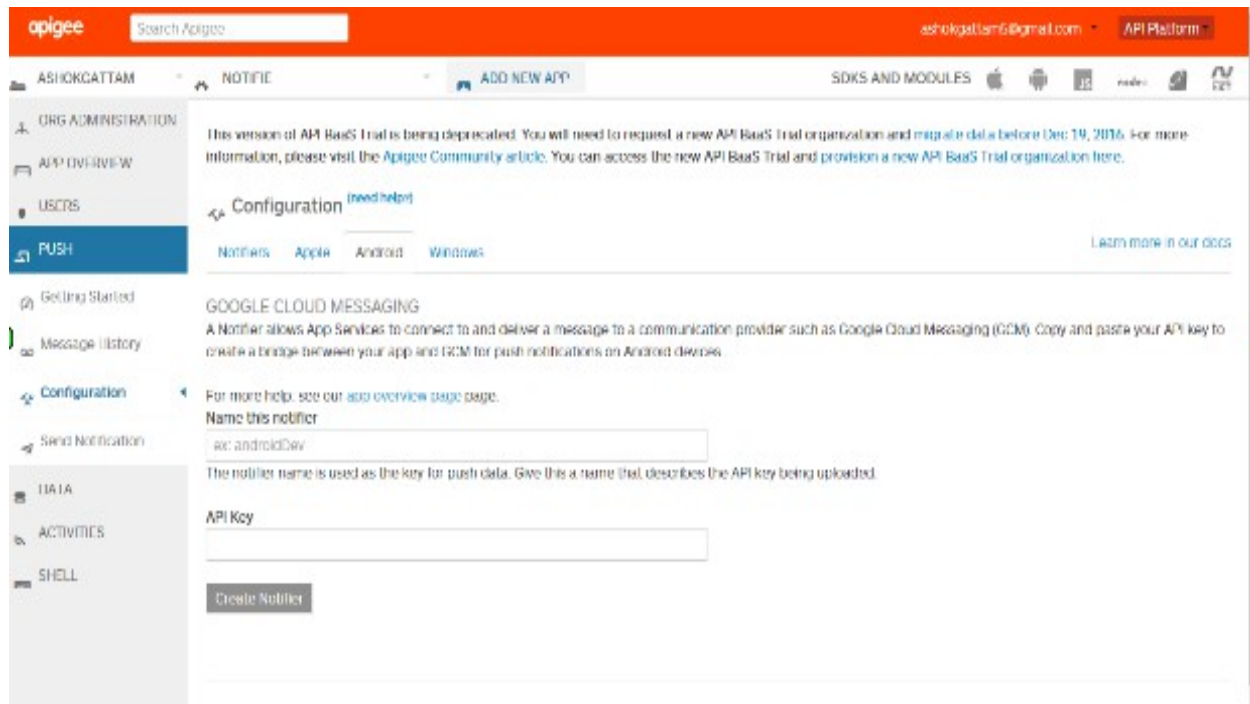 apigee
Search Apigee
ashokgattam6@gmail.com
API Platform
ASHOKGATTAM
NOTIFIE
ADD NEW APP
SDKS AND MODULES
JS
ORG ADMINISTRATION
APP OVERVIEW
USERS
PUSH
Getting Started
Message History
Configuration
Send Notification
DATA
ACTIVITIES
SHELL
This version of API BaaS Trial is being deprecated. You will need to request a new API BaaS Trial organization and migrate data before Dec 19, 2016. For more
information, please visit the Apigee Community article. You can access the new API BaaS Trial and provision a new API BaaS Trial organization here.
Configuration (need help?)
Notifiers Apple Android Windows
Learn more in our docs
GOOGLE CLOUD MESSAGING
A Notifier allows App Services to connect to and deliver a message to a communication provider such as Google Cloud Messaging (GCM). Copy and paste your API key to
create a bridge between your app and GCM for push notifications on Android devices.
For more help, see our app overview page page.
Name this notifier
ex: androidDev
The notifier name is used as the key for push data. Give this a name that describes the API key being uploaded.
API Key
Create Notifier